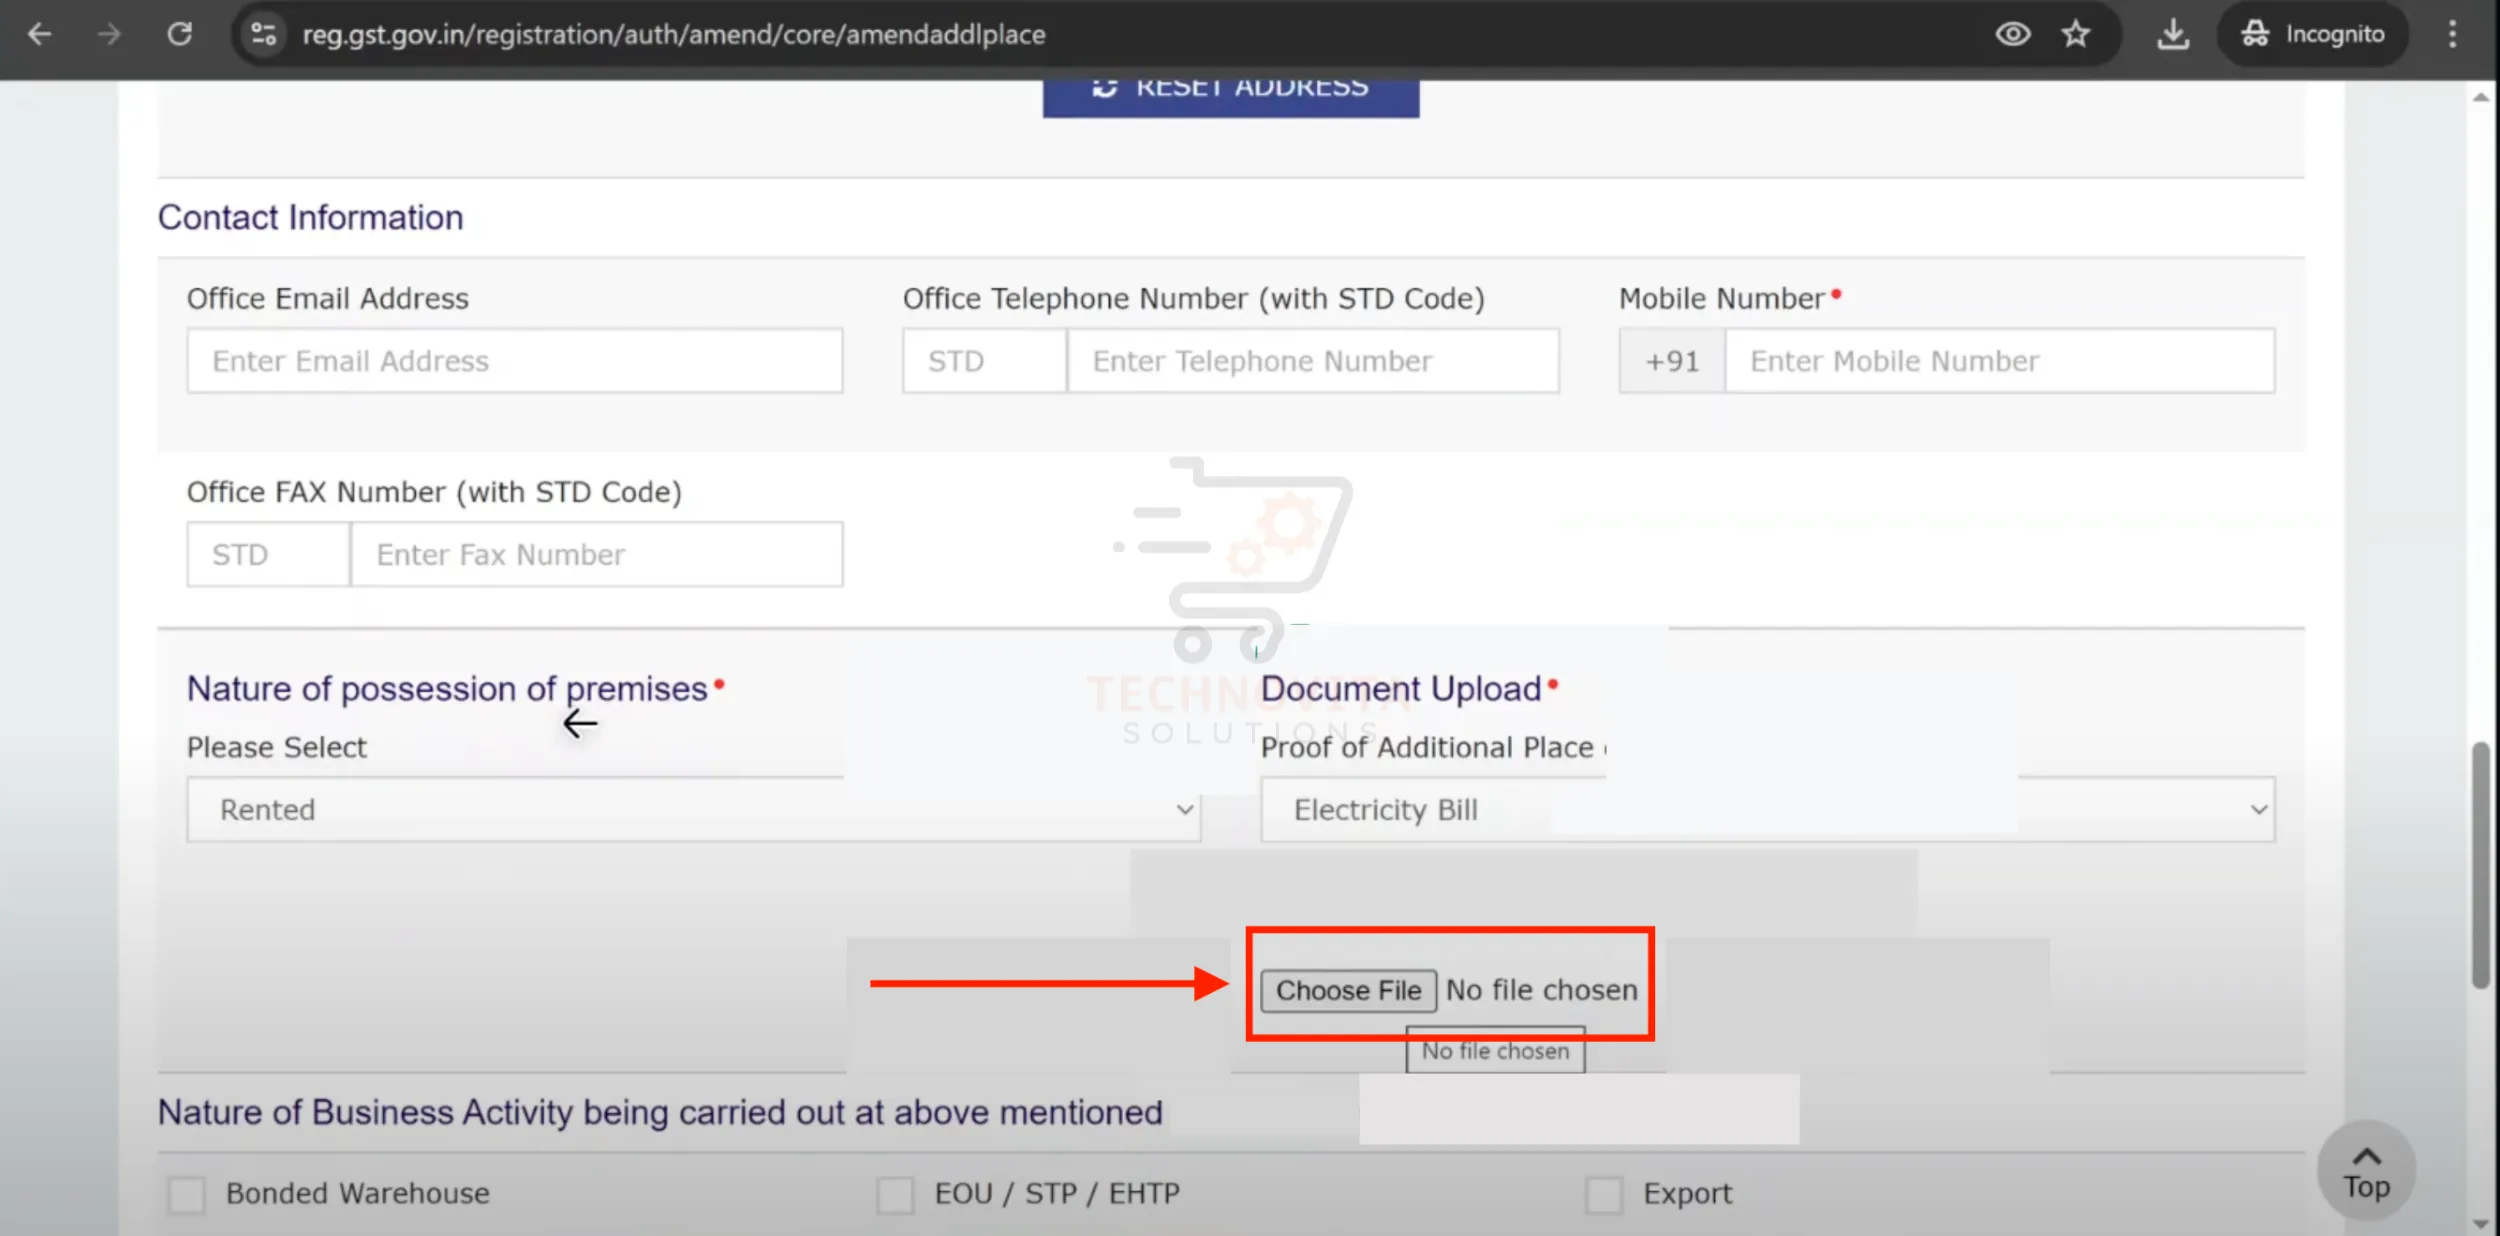 reg.gst.gov.in/registration/auth/amend/core/amendaddlplace
Incognito
RESET ADDRESS
Contact Information
Office Email Address
Office Telephone Number (with STD Code)
Mobile Number•
Enter Email Address
STD
Enter Telephone Number
+91
Enter Mobile Number
Office FAX Number (with STD Code)
STD
Enter Fax Number
Nature of possession of premises•
Document Upload•
TECHNOVITA
SOLUTIONS
Please Select
Proof of Additional Place
Rented
Electricity Bill
Choose File No file chosen
No file chosen
Nature of Business Activity being carried out at above mentioned
Bonded Warehouse
EOU / STP / EHTP
Export
Top